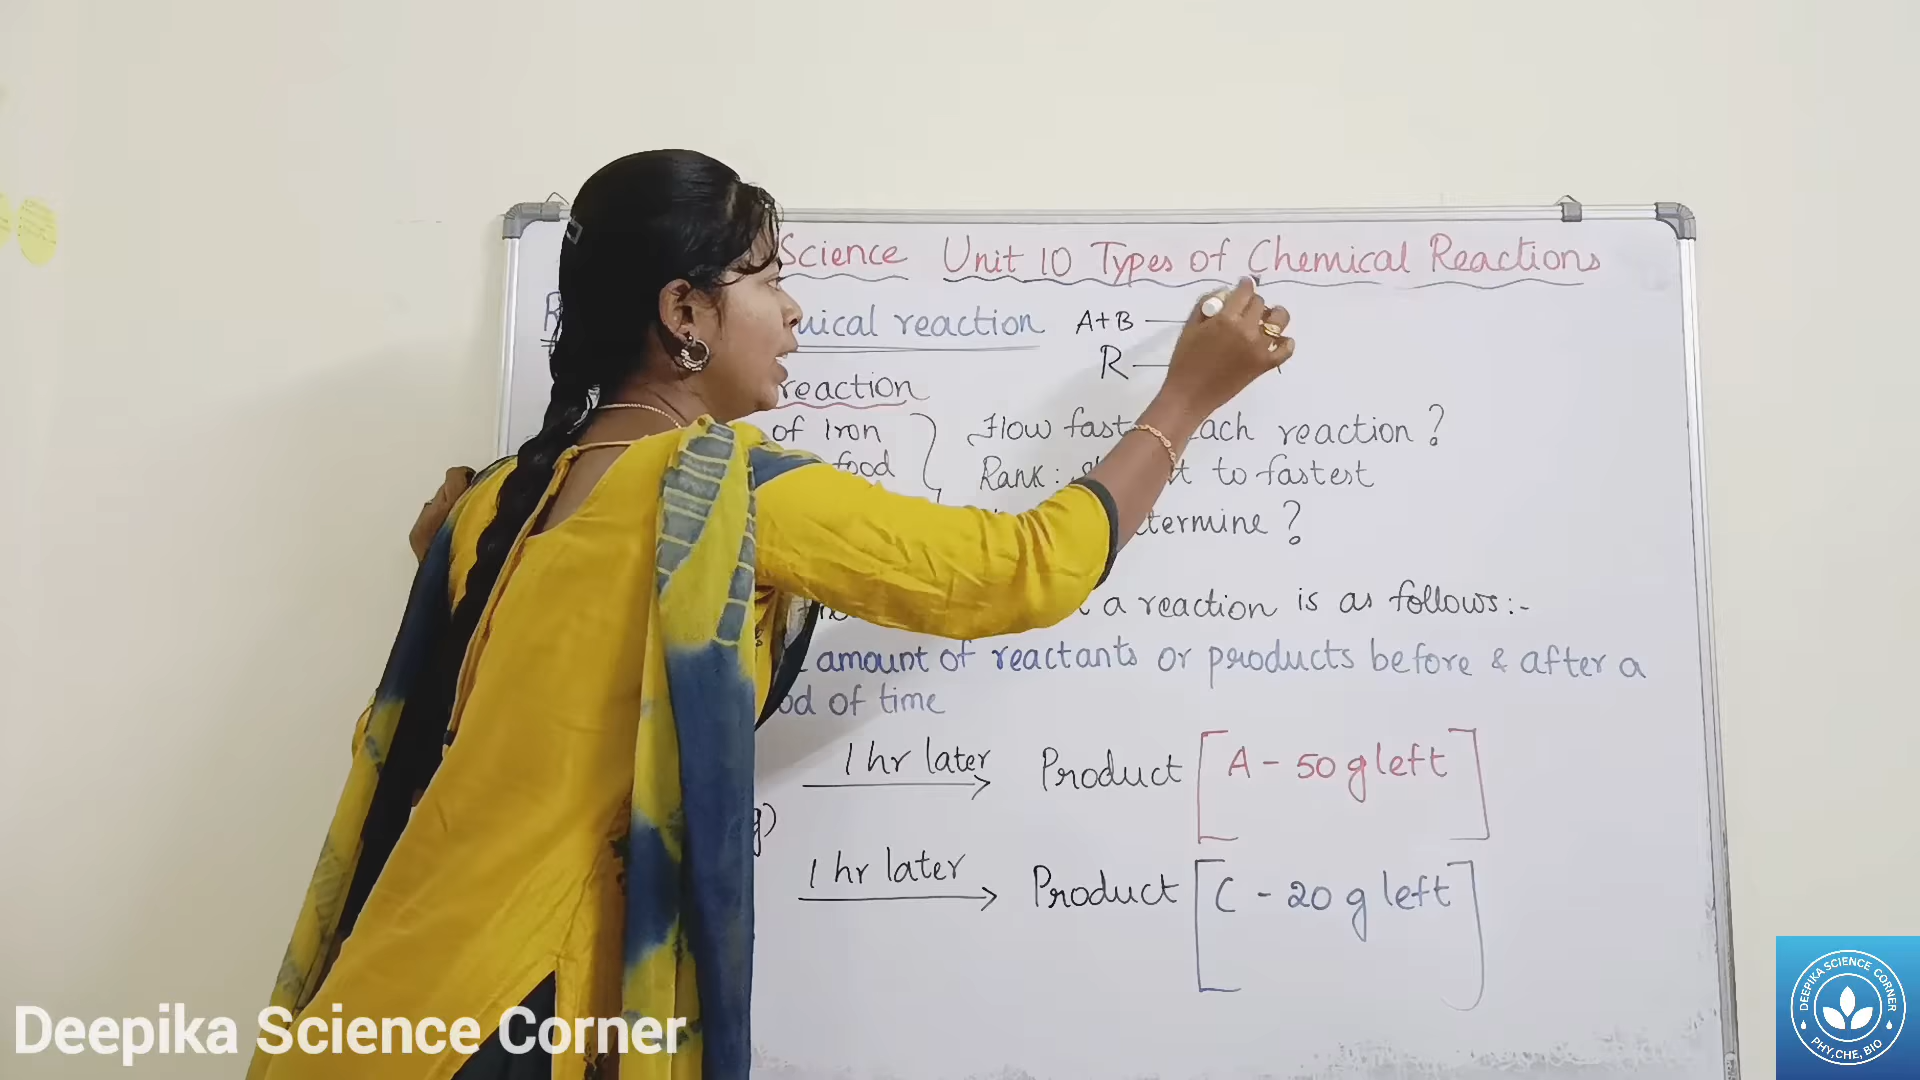 Science Unit 10 Types of Chemical Reactions
mical reaction A+B
R
reaction
of Iron
food
How fast each reaction ?
Rank: to fastest
termine ?
a reaction is as follows:-
amount of reactants or products before & after a
od of time
1 hr later Product [A - 50 g left]
g)
1 hr later Product [C - 20 g left]
Deepika Science Corner
DEEPIKA SCIENCE CORNER
PHY,CHE, BIO